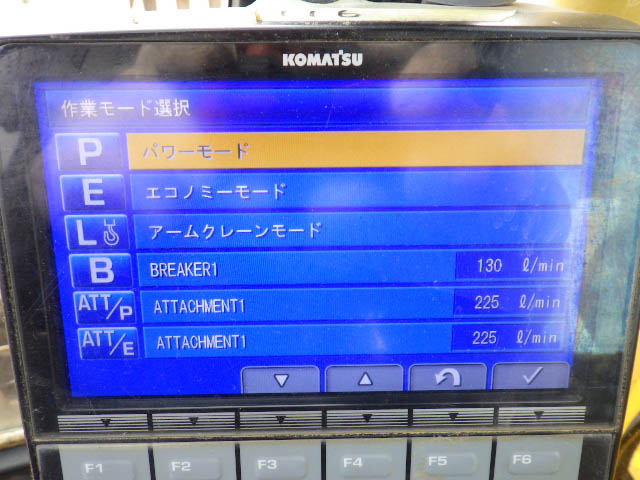 116
KOMATSU
作業モード選択
P パワーモード
E エコノミーモード
L アームクレーンモード
B BREAKER1 130 ℓ/min
ATT/P ATTACHMENT1 225 ℓ/min
ATT/E ATTACHMENT1 225 ℓ/min
F1 F2 F3 F4 F5 F6